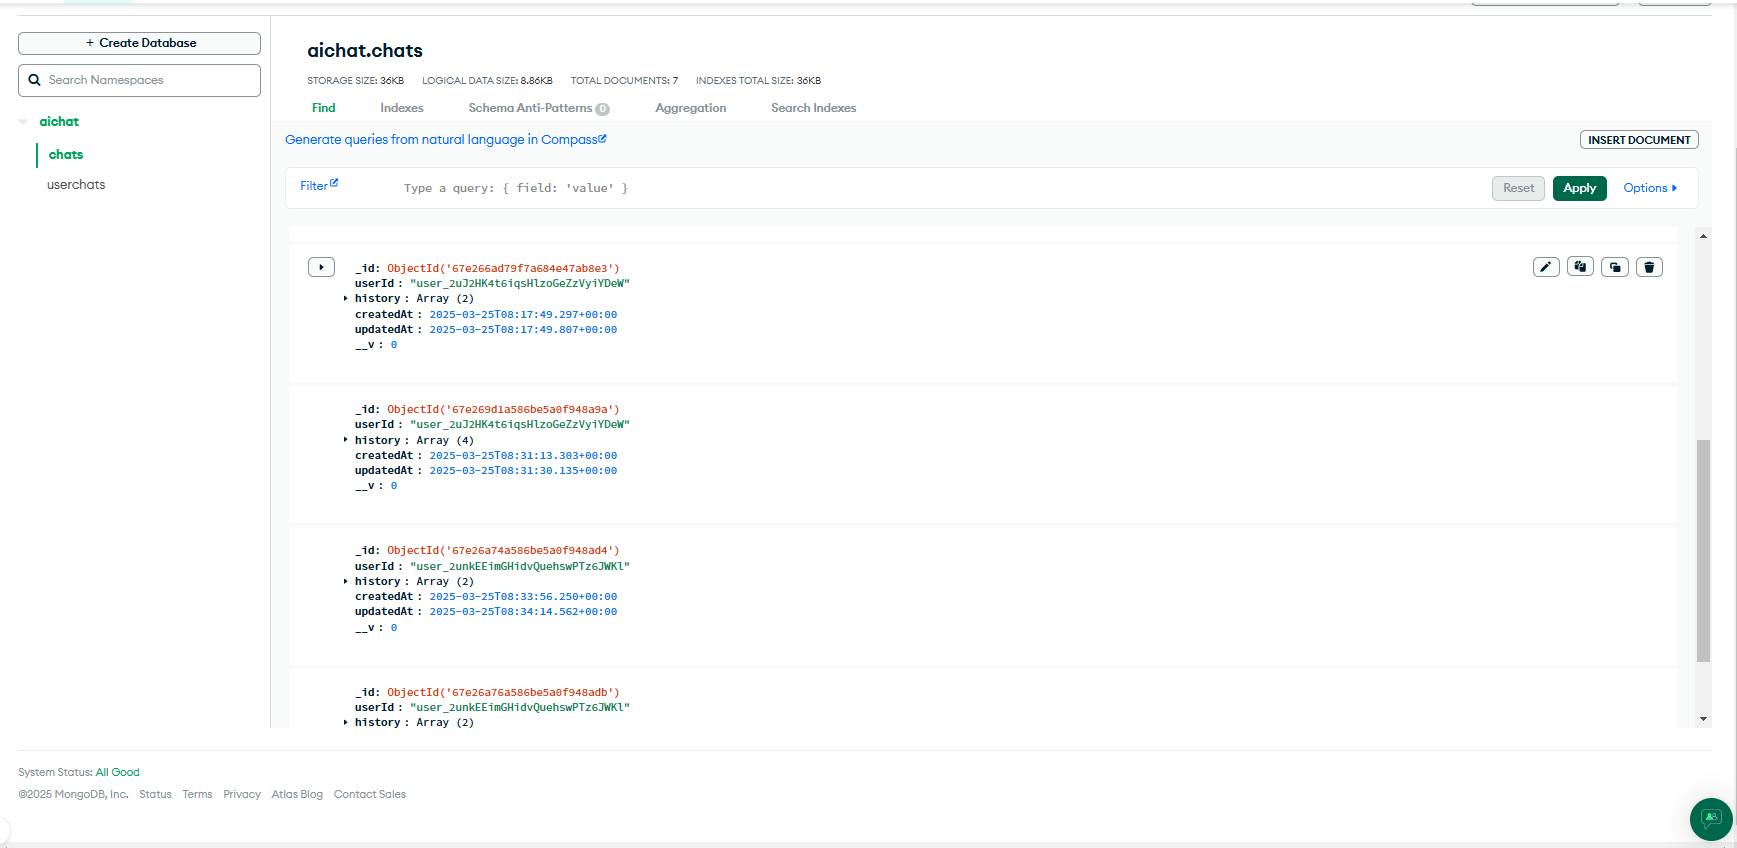 + Create Database
Search Namespaces
aichat
chats
userchats
aichat.chats
STORAGE SIZE: 36KB LOGICAL DATA SIZE: 8.86KB TOTAL DOCUMENTS: 7 INDEXES TOTAL SIZE: 36KB
Find Indexes Schema Anti-Patterns 0 Aggregation Search Indexes
Generate queries from natural language in Compass
INSERT DOCUMENT
Filter Type a query: { field: 'value' } Reset Apply Options
_id: ObjectId('67e266ad79f7a684e47ab8e3')
userId : "user_2uJ2HK4t6iqsHlzoGeZzVyiYDeW"
history : Array (2)
createdAt : 2025-03-25T08:17:49.297+00:00
updatedAt : 2025-03-25T08:17:49.807+00:00
__v : 0
_id: ObjectId('67e269d1a586be5a0f948a9a')
userId : "user_2uJ2HK4t6iqsHlzoGeZzVyiYDeW"
history : Array (4)
createdAt : 2025-03-25T08:31:13.303+00:00
updatedAt : 2025-03-25T08:31:30.135+00:00
__v : 0
_id: ObjectId('67e26a74a586be5a0f948ad4')
userId : "user_2unkEEimGHidvQuehswPTz6JWKl"
history : Array (2)
createdAt : 2025-03-25T08:33:56.250+00:00
updatedAt : 2025-03-25T08:34:14.562+00:00
__v : 0
_id: ObjectId('67e26a76a586be5a0f948adb')
userId : "user_2unkEEimGHidvQuehswPTz6JWKl"
history : Array (2)
System Status: All Good
©2025 MongoDB, Inc. Status Terms Privacy Atlas Blog Contact Sales